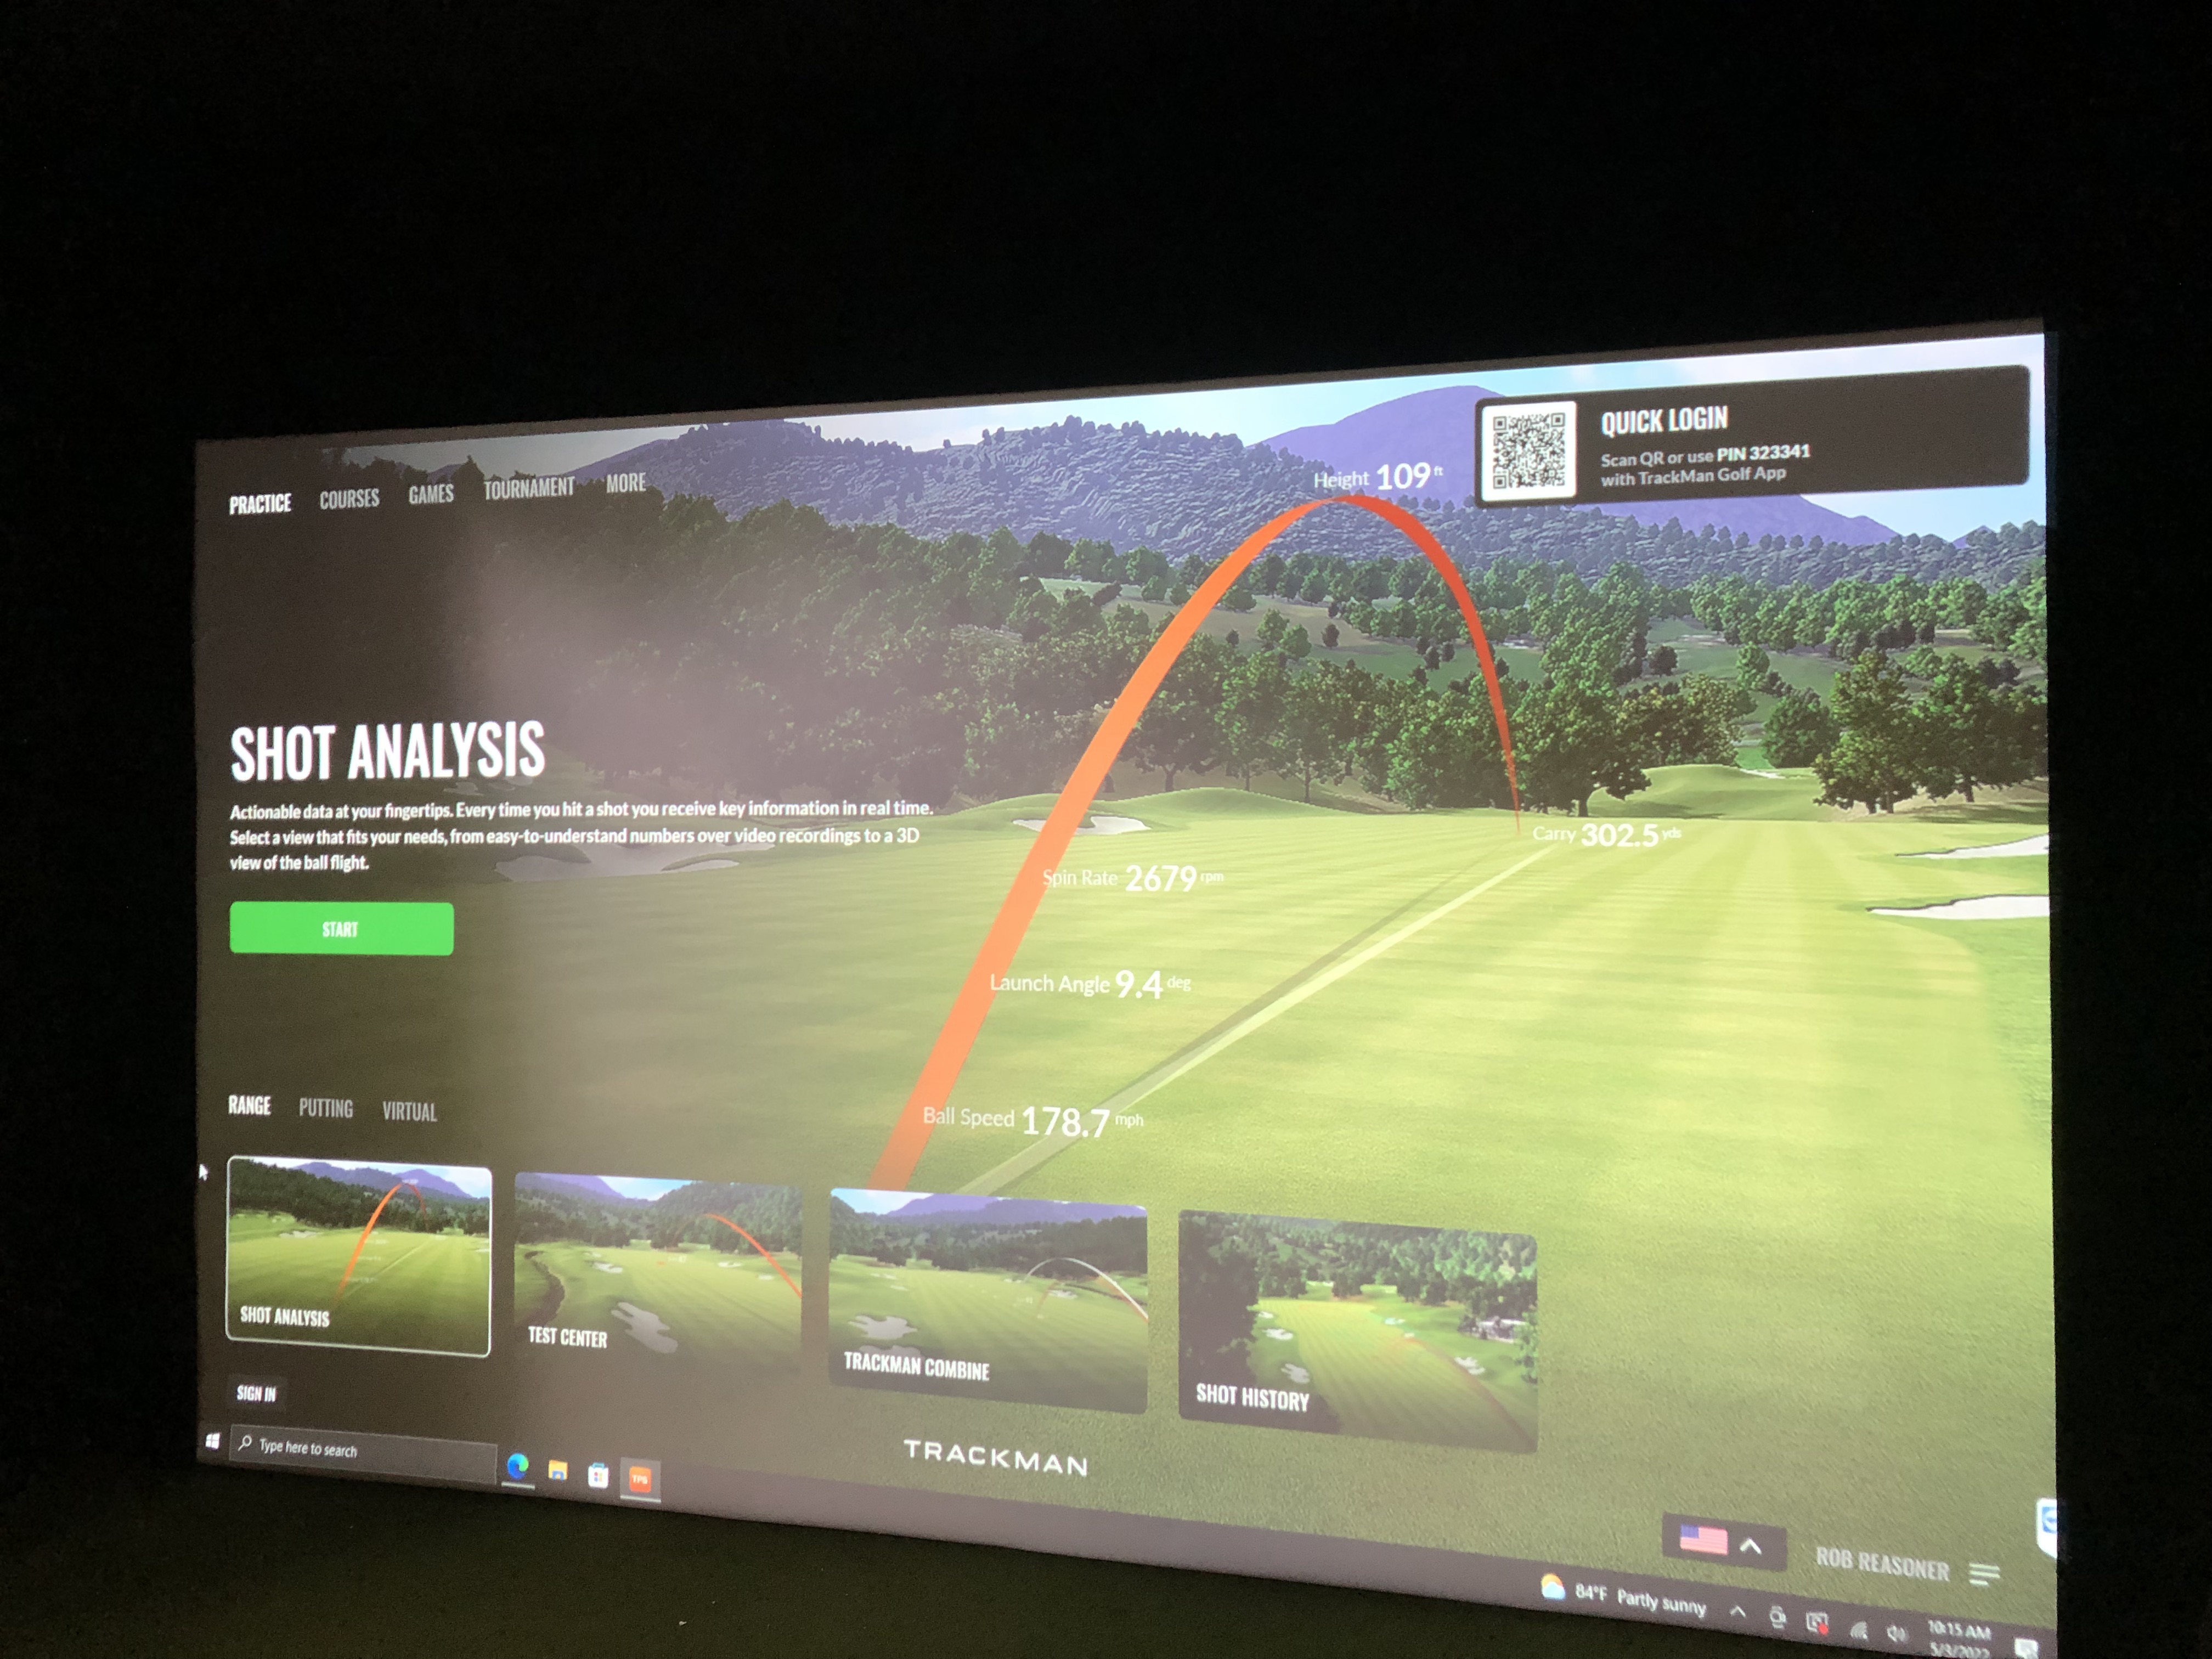 PRACTICE COURSES GAMES TOURNAMENT MORE
QUICK LOGIN
Scan QR or use PIN 323341
with TrackMan Golf App
Height 109 ft
SHOT ANALYSIS
Actionable data at your fingertips. Every time you hit a shot you receive key information in real time.
Select a view that fits your needs, from easy-to-understand numbers over video recordings to a 3D
view of the ball flight.
START
Carry 302.5 yds
Spin Rate 2679 rpm
Launch Angle 9.4 deg
Ball Speed 178.7 mph
RANGE PUTTING VIRTUAL
SHOT ANALYSIS
TEST CENTER
TRACKMAN COMBINE
SHOT HISTORY
SIGN IN
Type here to search
TPS
TRACKMAN
ROB REASONER
84°F Partly sunny
10:15 AM
5/3/2022